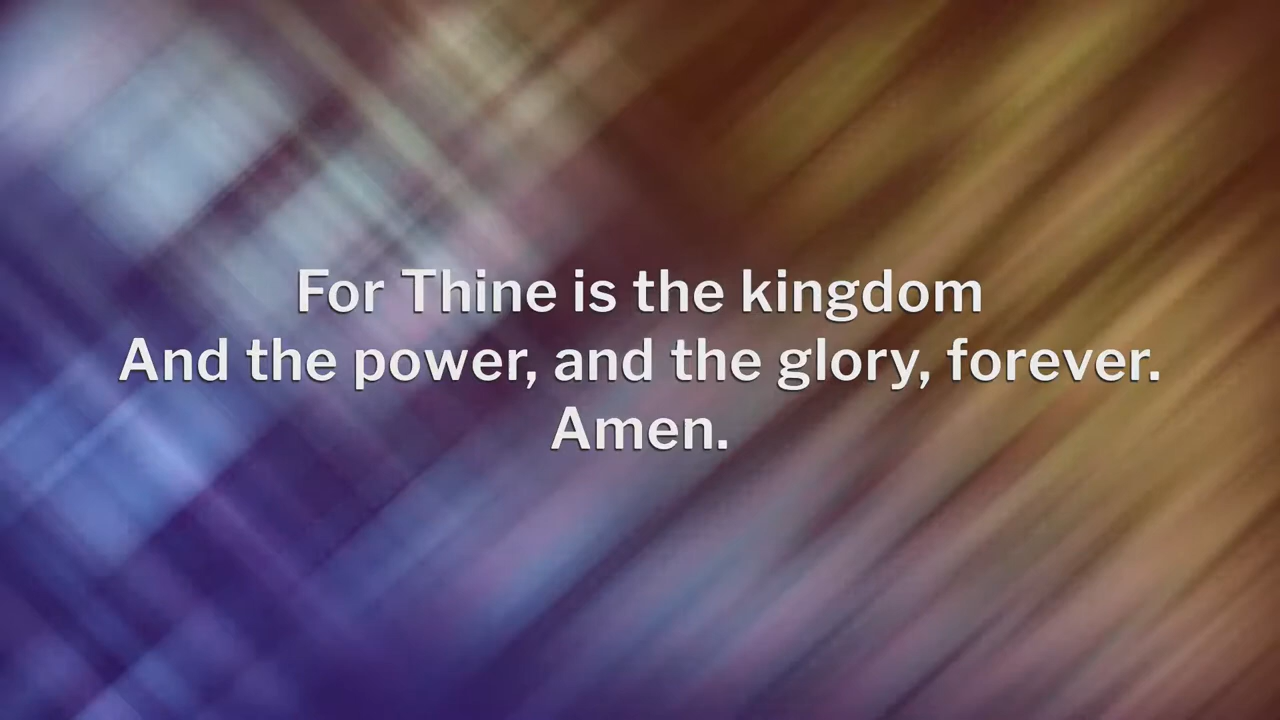 For Thine is the kingdom
And the power, and the glory, forever.
Amen.